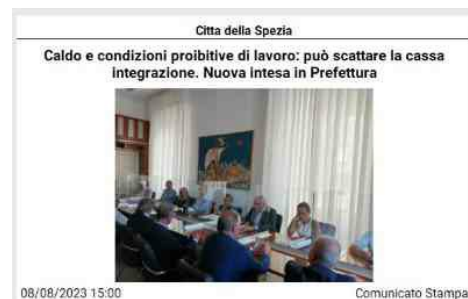 Citta della Spezia
Caldo e condizioni proibitive di lavoro: può scattare la cassa
integrazione. Nuova intesa in Prefettura
08/08/2023 15:00
Comunicato Stampa